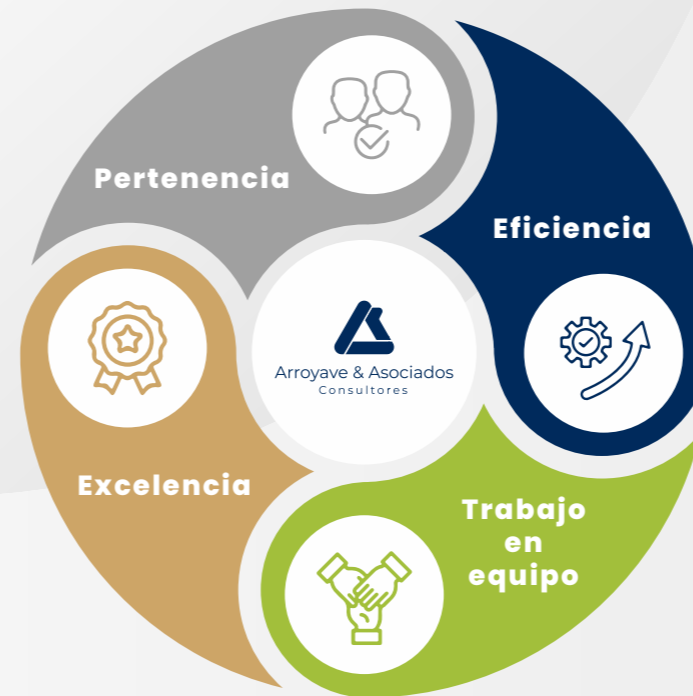 Pertenencia
Eficiencia
Arroyave & Asociados
Consultores
Excelencia
Trabajo
en
equipo